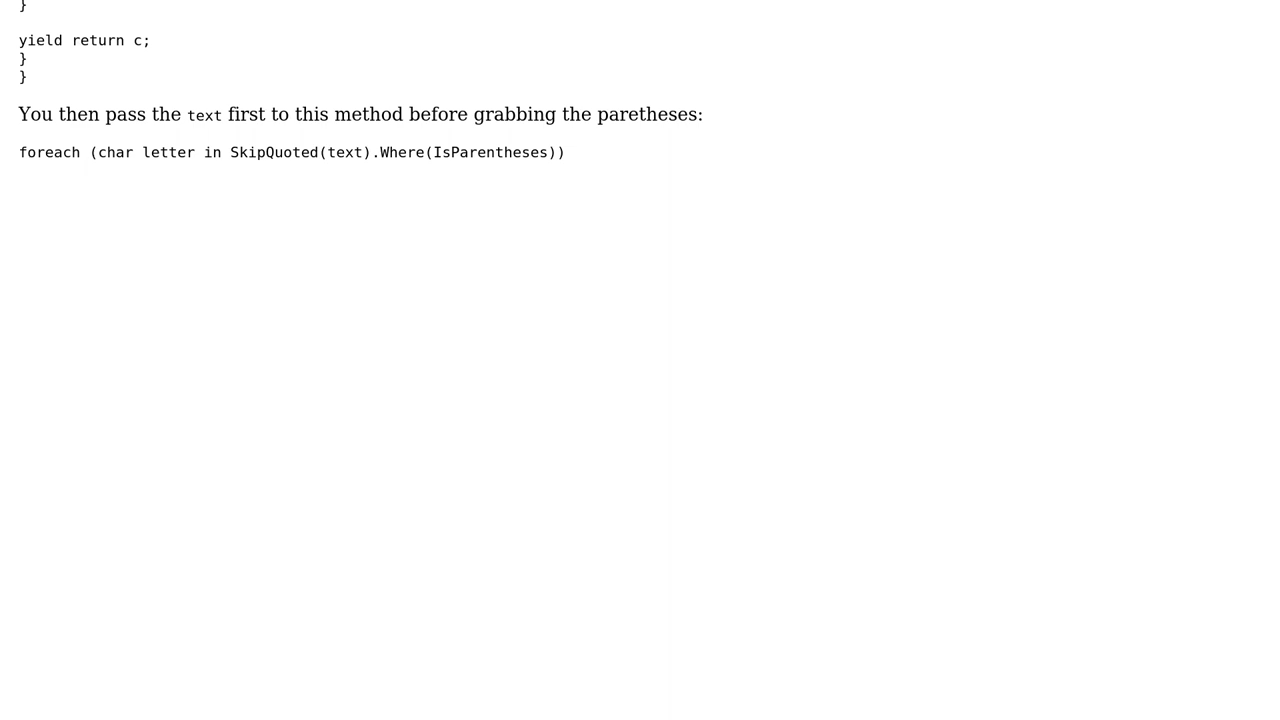 }
yield return c;
}
}
You then pass the text first to this method before grabbing the paretheses:
foreach (char letter in SkipQuoted(text).Where(IsParentheses))